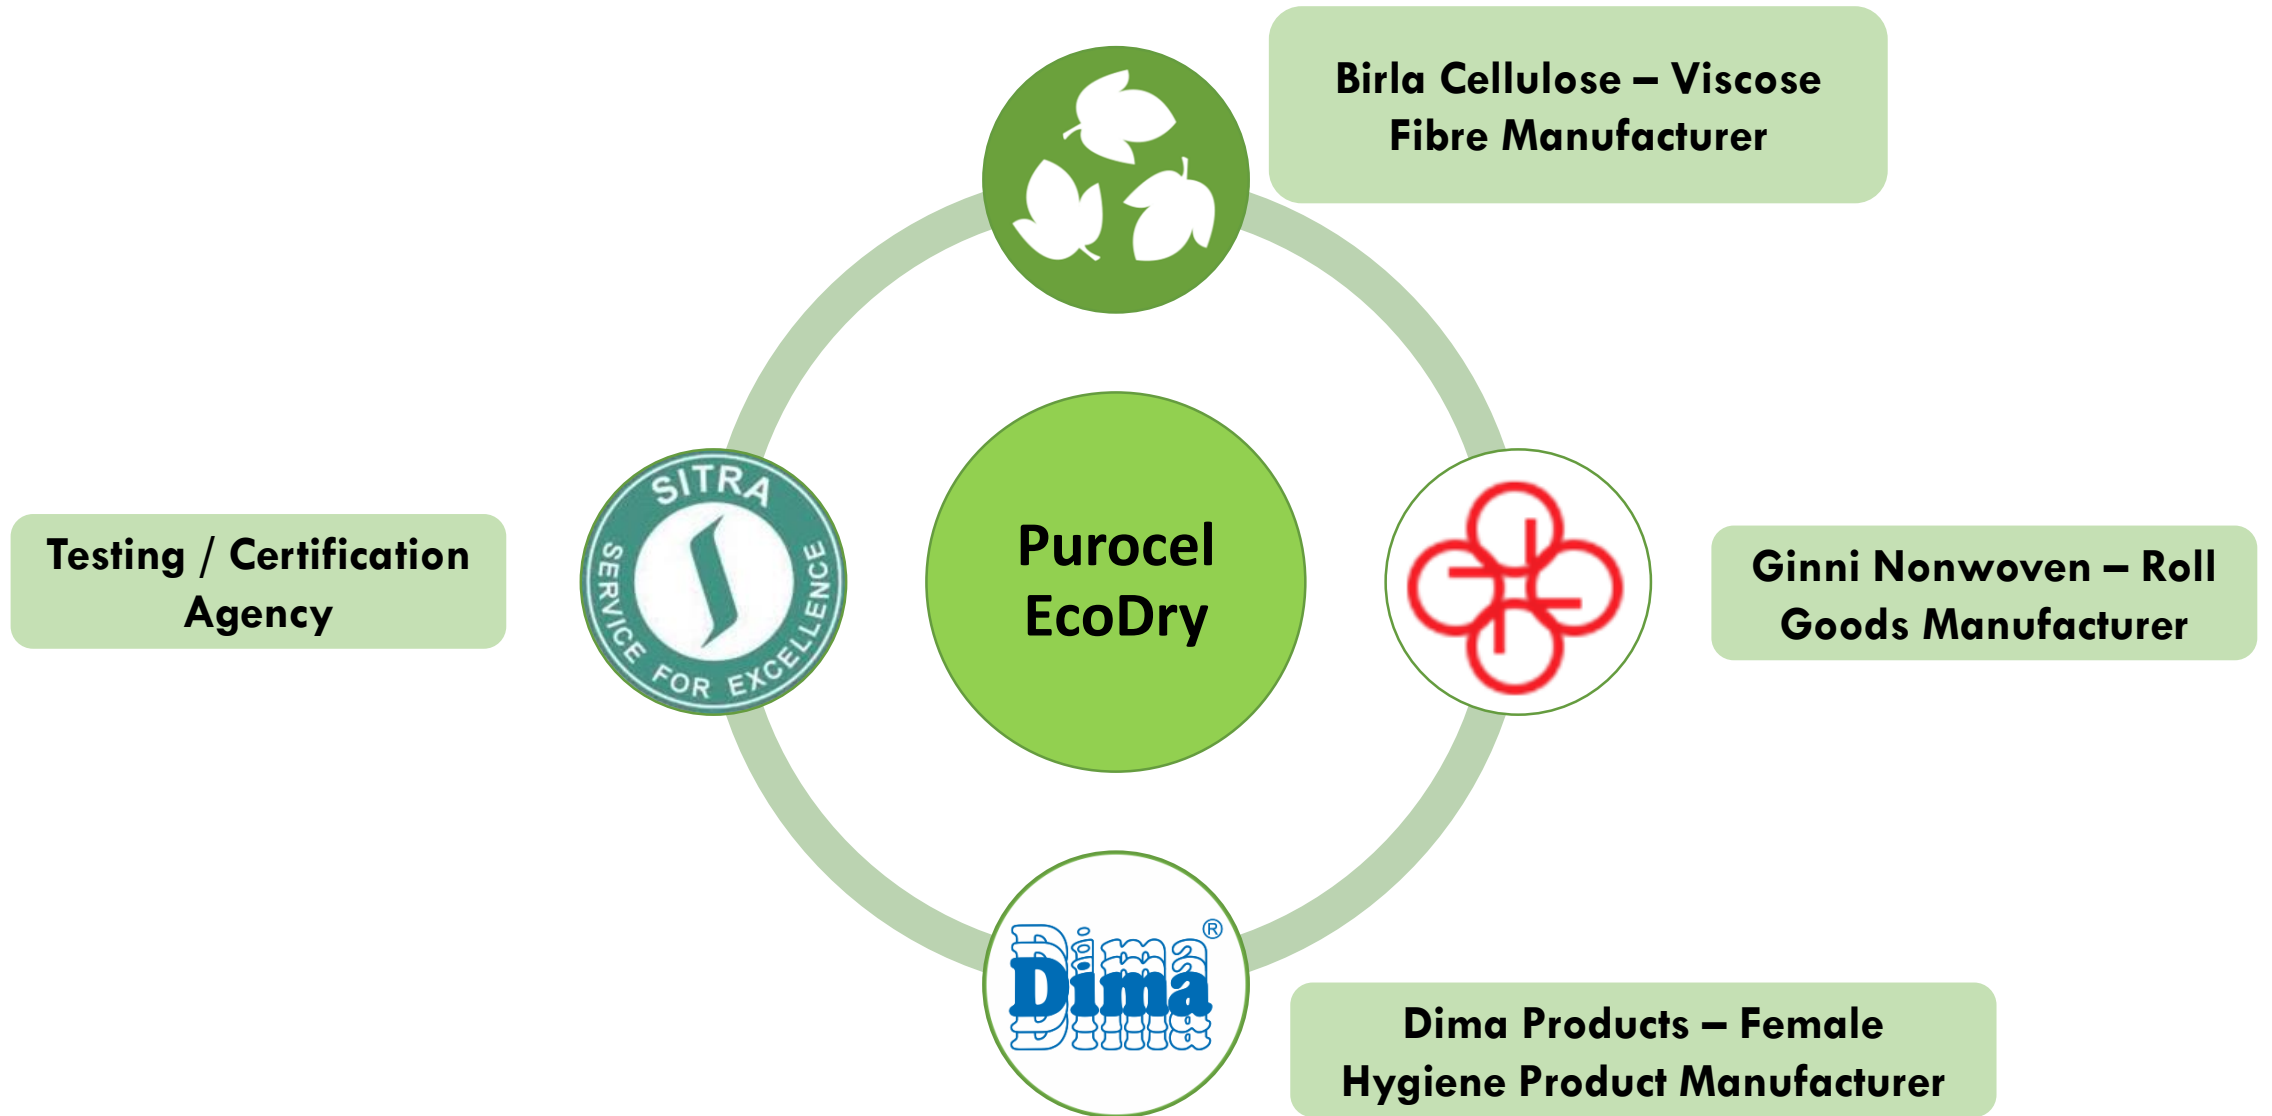 Birla Cellulose – Viscose
Fibre Manufacturer
SITRA
SERVICE FOR EXCELLENCE
Testing / Certification
Agency
Purocel
EcoDry
Ginni Nonwoven – Roll
Goods Manufacturer
Dima®
Dima Products – Female
Hygiene Product Manufacturer